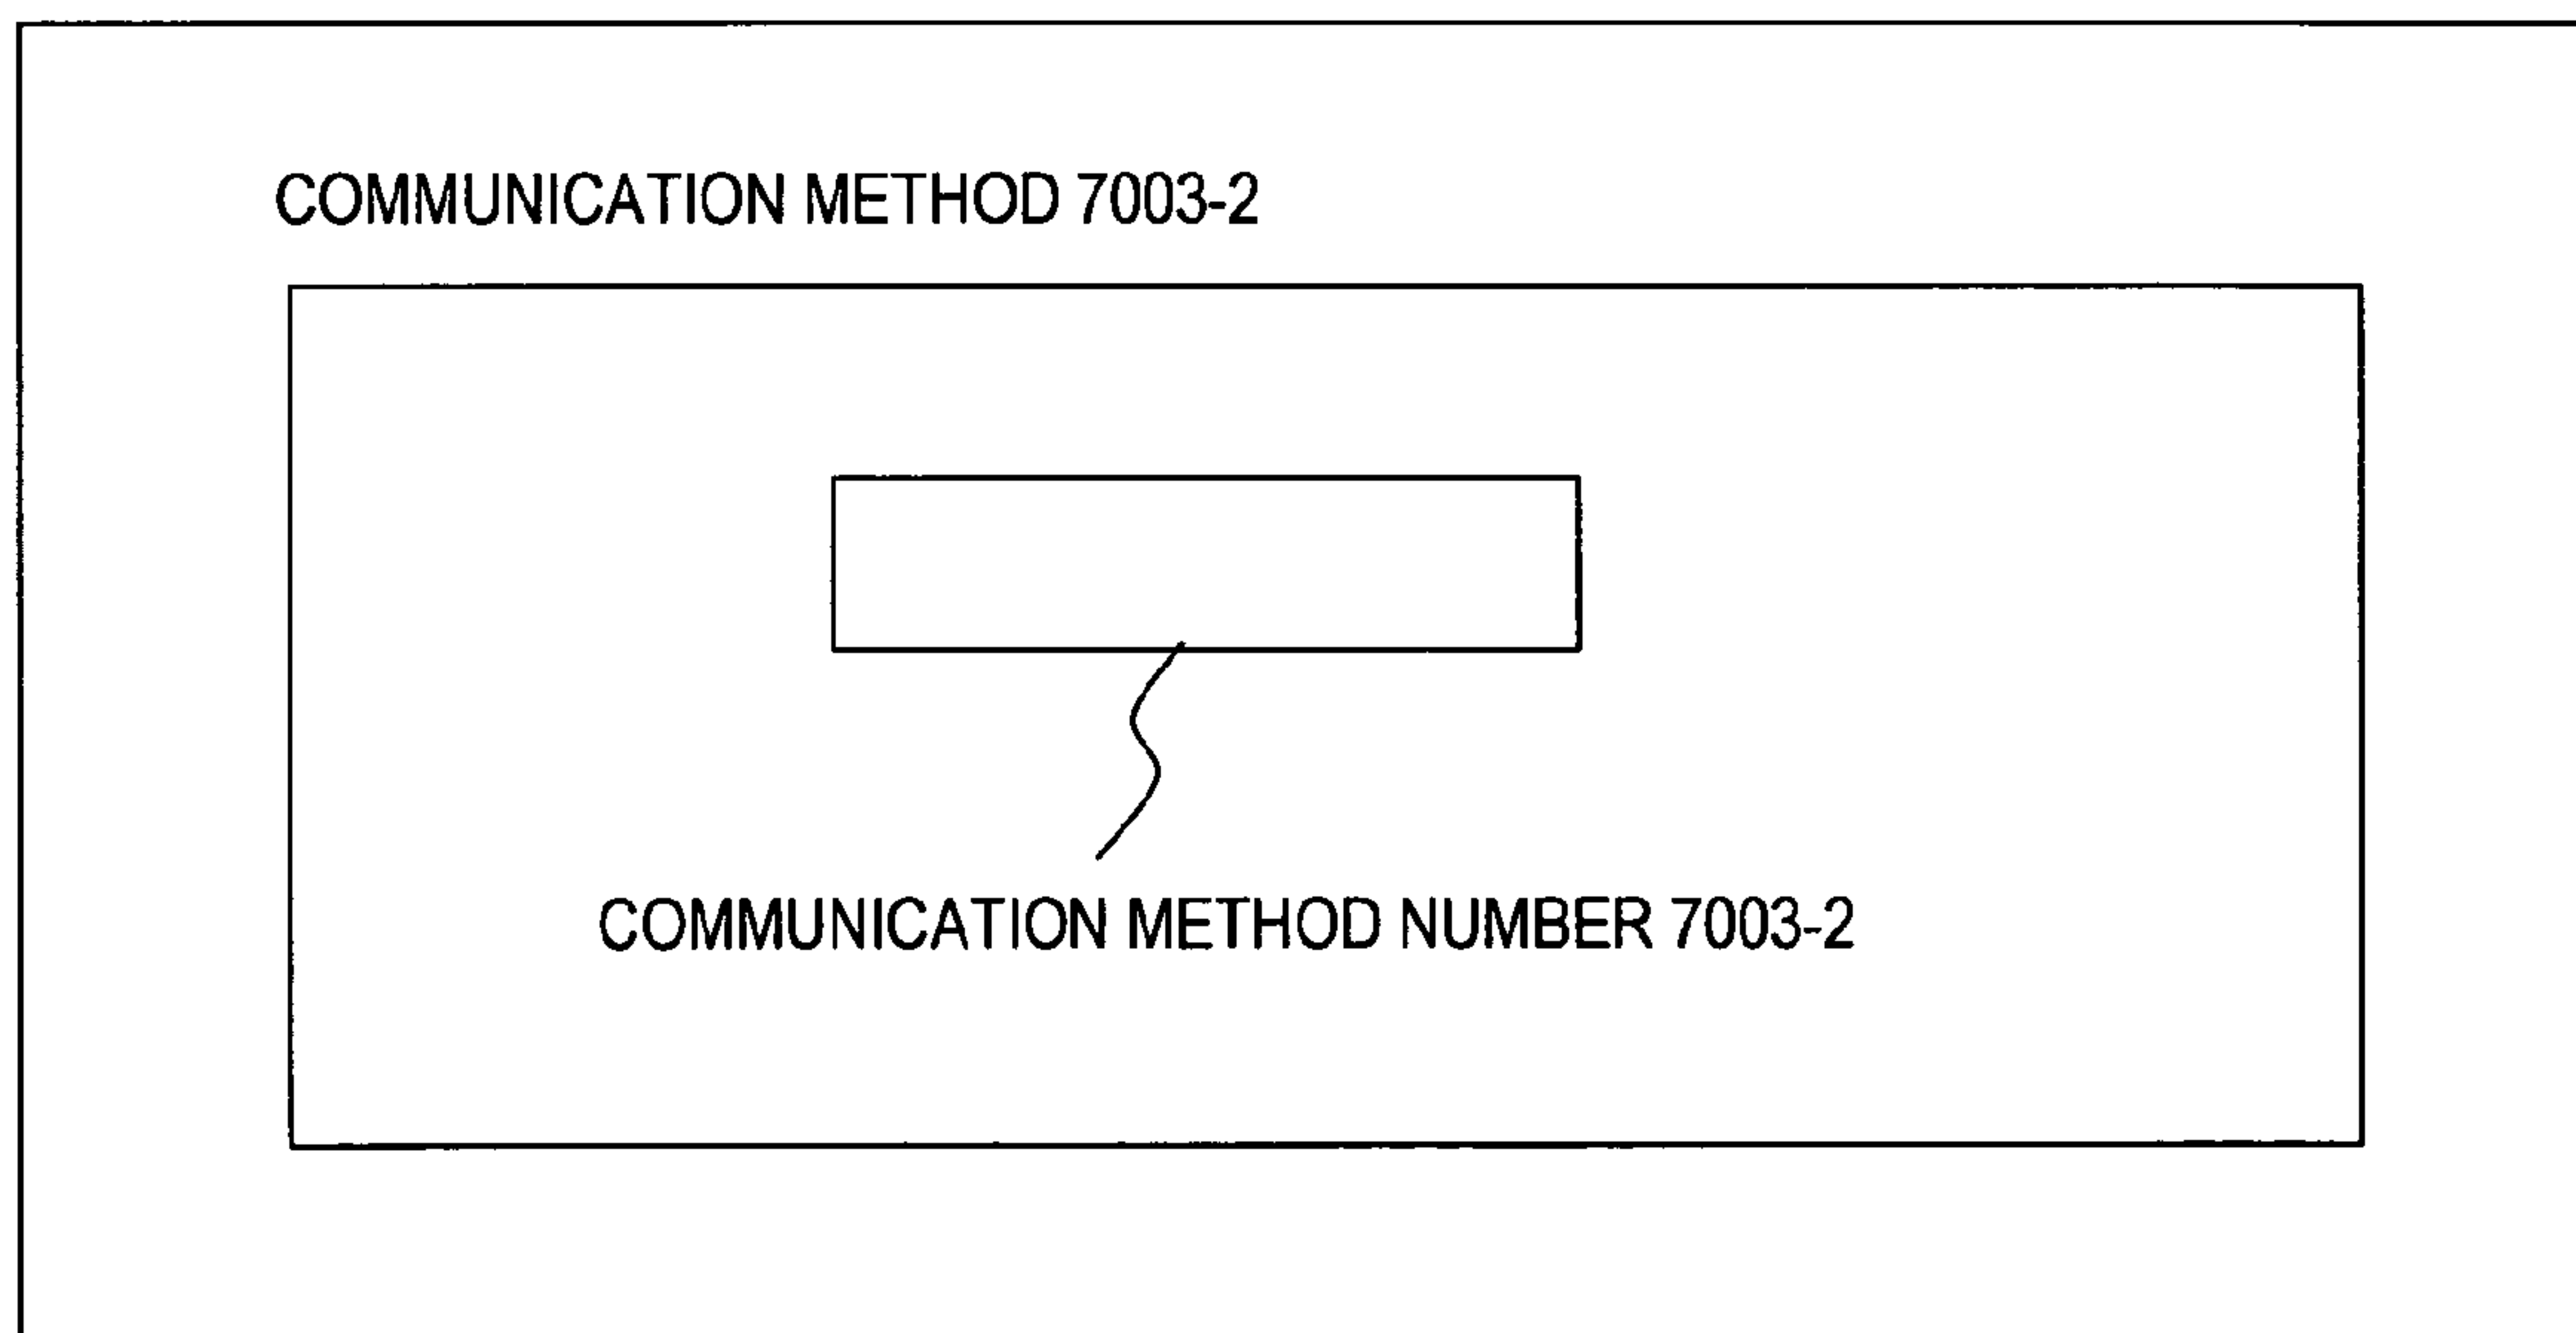 COMMUNICATION METHOD 7003-2
COMMUNICATION METHOD NUMBER 7003-2